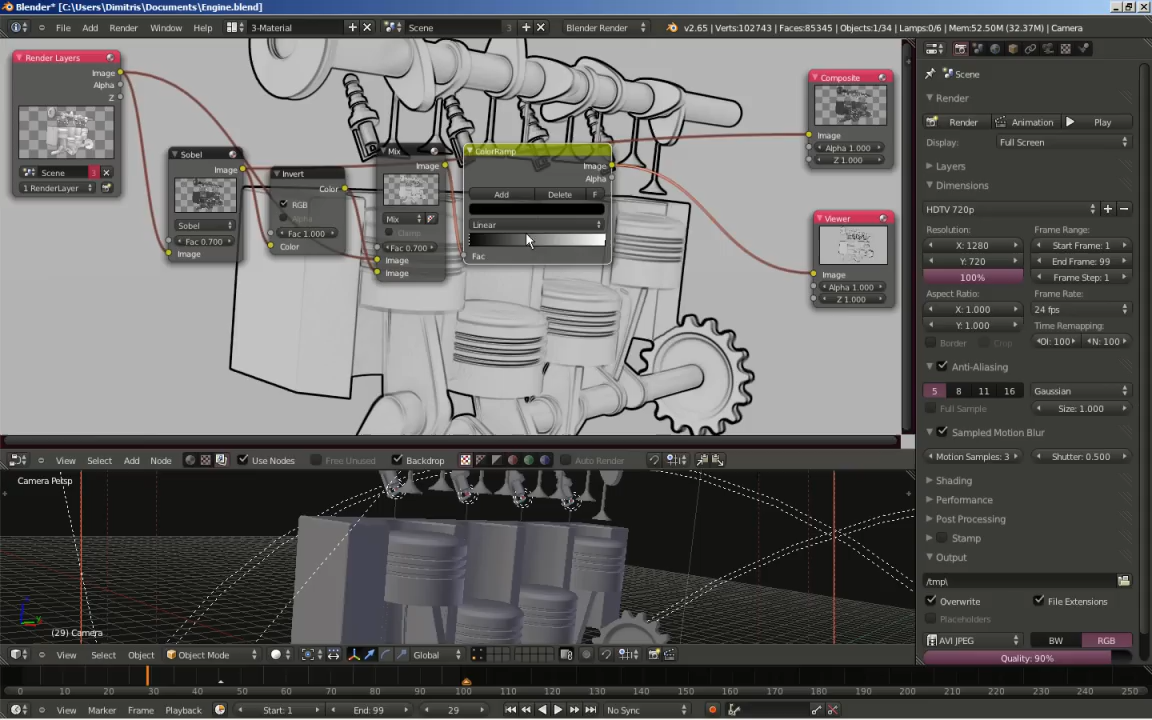 Blender* [C:\Users\Dimitris\Documents\Engine.blend]
File Add Render Window Help 3-Material Scene 3 Blender Render v2.65 | Verts:102743 | Faces:85345 | Objects:1/34 | Lamps:0/6 | Mem:52.50M (32.37M) | Camera
Render Layers
Image
Alpha
Z
Scene 3
1 RenderLayer
Sobel
Image
Sobel
Fac 0.700
Image
Invert
Color
RGB
Alpha
Fac 1.000
Color
Mix
Image
Mix
Clamp
Fac 0.700
Image
Image
ColorRamp
Image
Alpha
Add Delete F
Linear
Fac
Composite
Image
Alpha 1.000
Z 1.000
Viewer
Image
Alpha 1.000
Z 1.000
View Select Add Node Use Nodes Free Unused Backdrop Auto Render
Camera Persp
(29) Camera
View Select Object Object Mode Global
0 10 20 30 40 50 60 70 80 90 100 110 120 130 140 150 160 170 180 190 200 210 220 230 240 250
View Marker Frame Playback Start: 1 End: 99 29 No Sync
Scene
Render
Render Animation Play
Display: Full Screen
Layers
Dimensions
HDTV 720p
Resolution: Frame Range:
X: 1280 Start Frame: 1
Y: 720 End Frame: 99
100% Frame Step: 1
Aspect Ratio: Frame Rate:
X: 1.000 24 fps
Y: 1.000 Time Remapping:
Border Crop OI: 100 N: 100
Anti-Aliasing
5 8 11 16 Gaussian
Full Sample Size: 1.000
Sampled Motion Blur
Motion Samples: 3 Shutter: 0.500
Shading
Performance
Post Processing
Stamp
Output
/tmp\
Overwrite File Extensions
Placeholders
AVI JPEG BW RGB
Quality: 90%